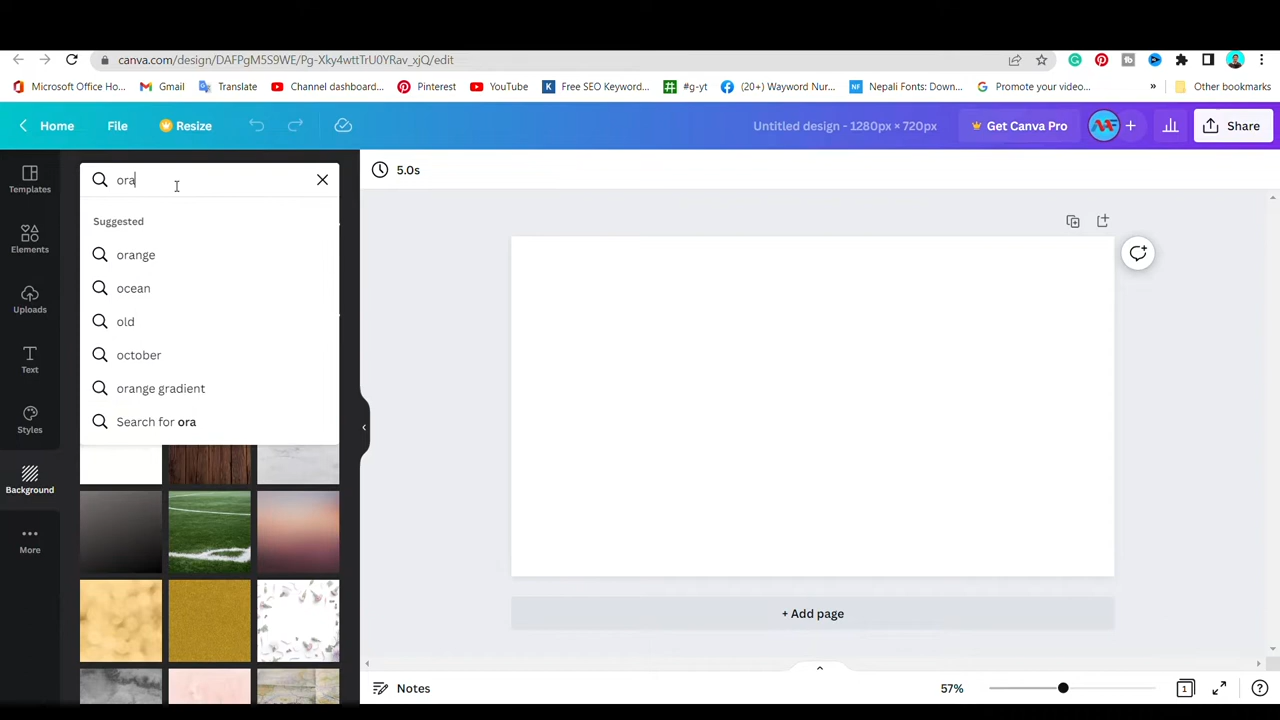 canva.com/design/DAFPgM5S9WE/Pg-Xky4wttTrt0YPav_xjQ/edit
Microsoft Office Ho...
Gmail
Translate
Channel dashboard...
Pinterest
YouTube
Free SEO Keyword...
#g-yt
(20+) Wayword Nur...
Nepali Fonts: Down...
Promote your video...
»
Other bookmarks
Home
File
Resize
Untitled design - 1280px × 720px
Get Canva Pro
+
Share
Templates
Elements
Uploads
Text
Styles
Background
More
ora
Suggested
orange
ocean
old
october
orange gradient
Search for ora
5.0s
+ Add page
Notes
57%
1
?